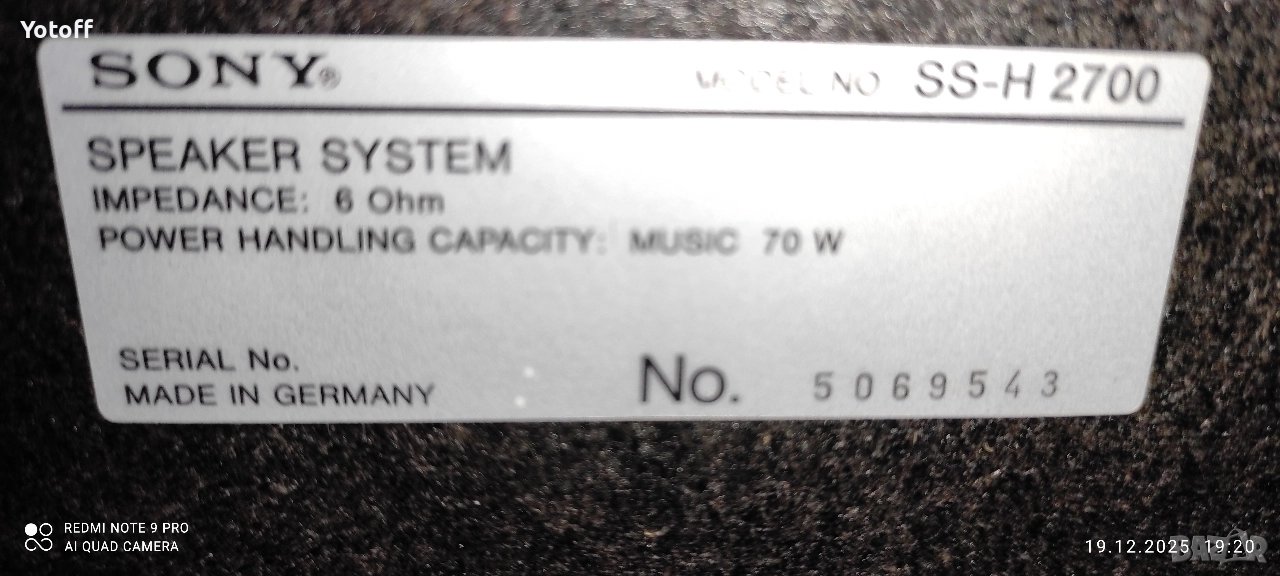 Yotoff
SONY®
MODEL NO SS-H 2700
SPEAKER SYSTEM
IMPEDANCE: 6 Ohm
POWER HANDLING CAPACITY: MUSIC 70 W
SERIAL No.
MADE IN GERMANY
No. 5069543
REDMI NOTE 9 PRO
AI QUAD CAMERA
19.12.2025 19:20
BAZAR